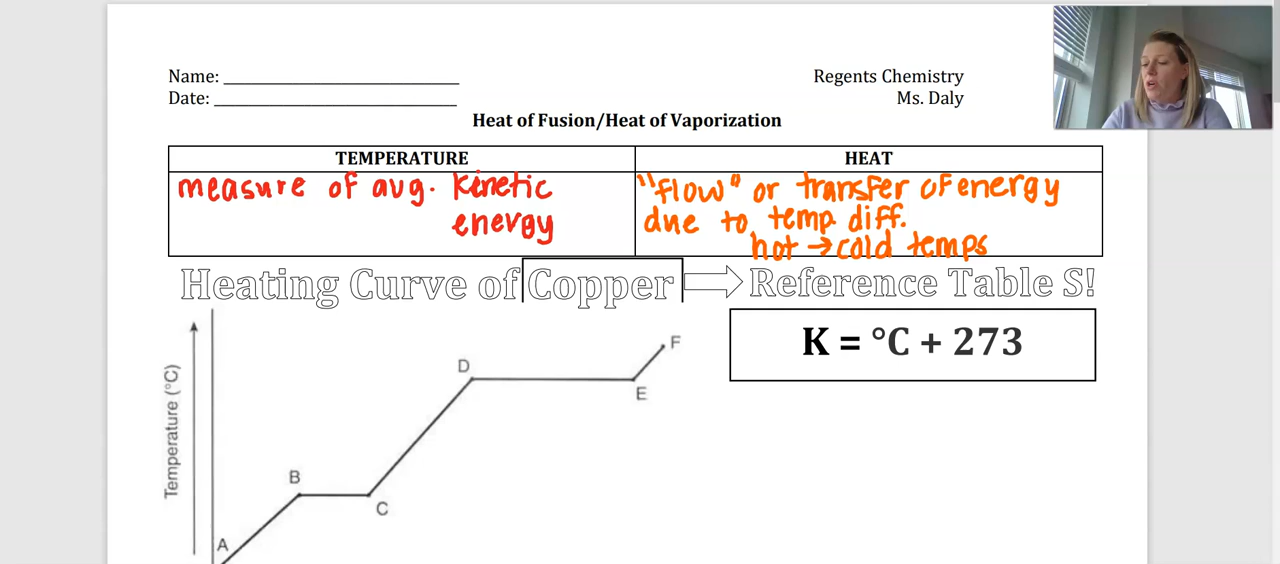 Name: ____________________________ Regents Chemistry
Date: _____________________________ Ms. Daly
Heat of Fusion/Heat of Vaporization
TEMPERATURE HEAT
measure of avg. kinetic
energy
"flow" or transfer of energy
due to temp. diff.
hot → cold temps
Heating Curve of Copper Reference Table S!
K = °C + 273
Temperature (°C)
A
B
C
D
E
F